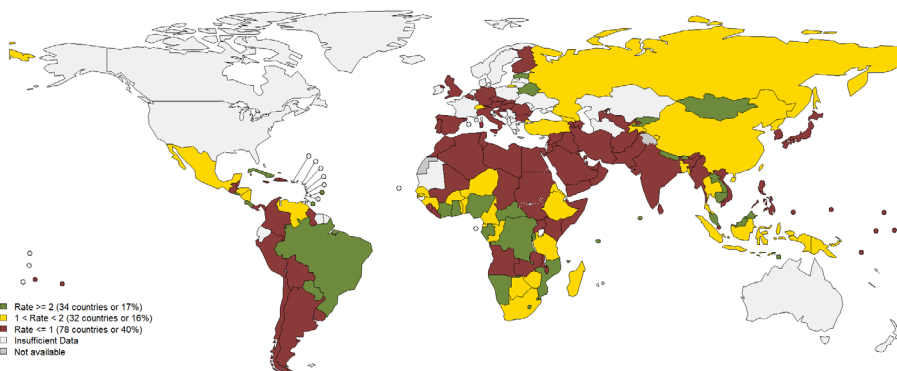 Rate >= 2 (34 countries or 17%)
1 < Rate < 2 (32 countries or 16%)
Rate <= 1 (78 countries or 40%)
Insufficient Data
Not available